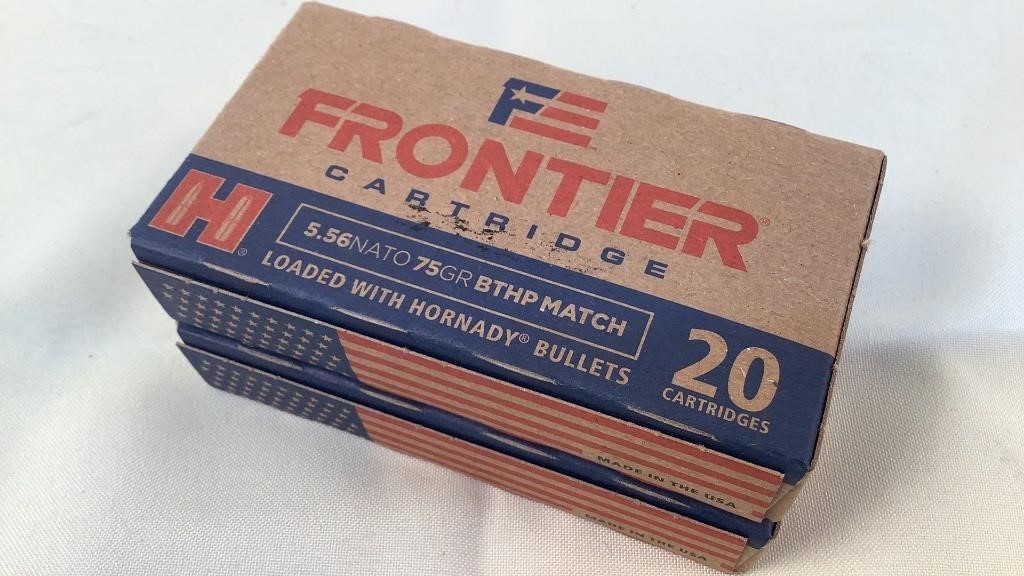 FE
FRONTIER®
CARTRIDGE
H®
5.56NATO 75GR BTHP MATCH
LOADED WITH HORNADY® BULLETS
20
CARTRIDGES
MADE IN THE USA
MADE IN THE USA